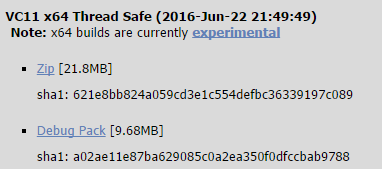 VC11 x64 Thread Safe (2016-Jun-22 21:49:49)
Note: x64 builds are currently experimental
Zip [21.8MB]
sha1: 621e8bb824a059cd3e1c554defbc36339197c089
Debug Pack [9.68MB]
sha1: a02ae11e87ba629085c0a2ea350f0dfccbab9788